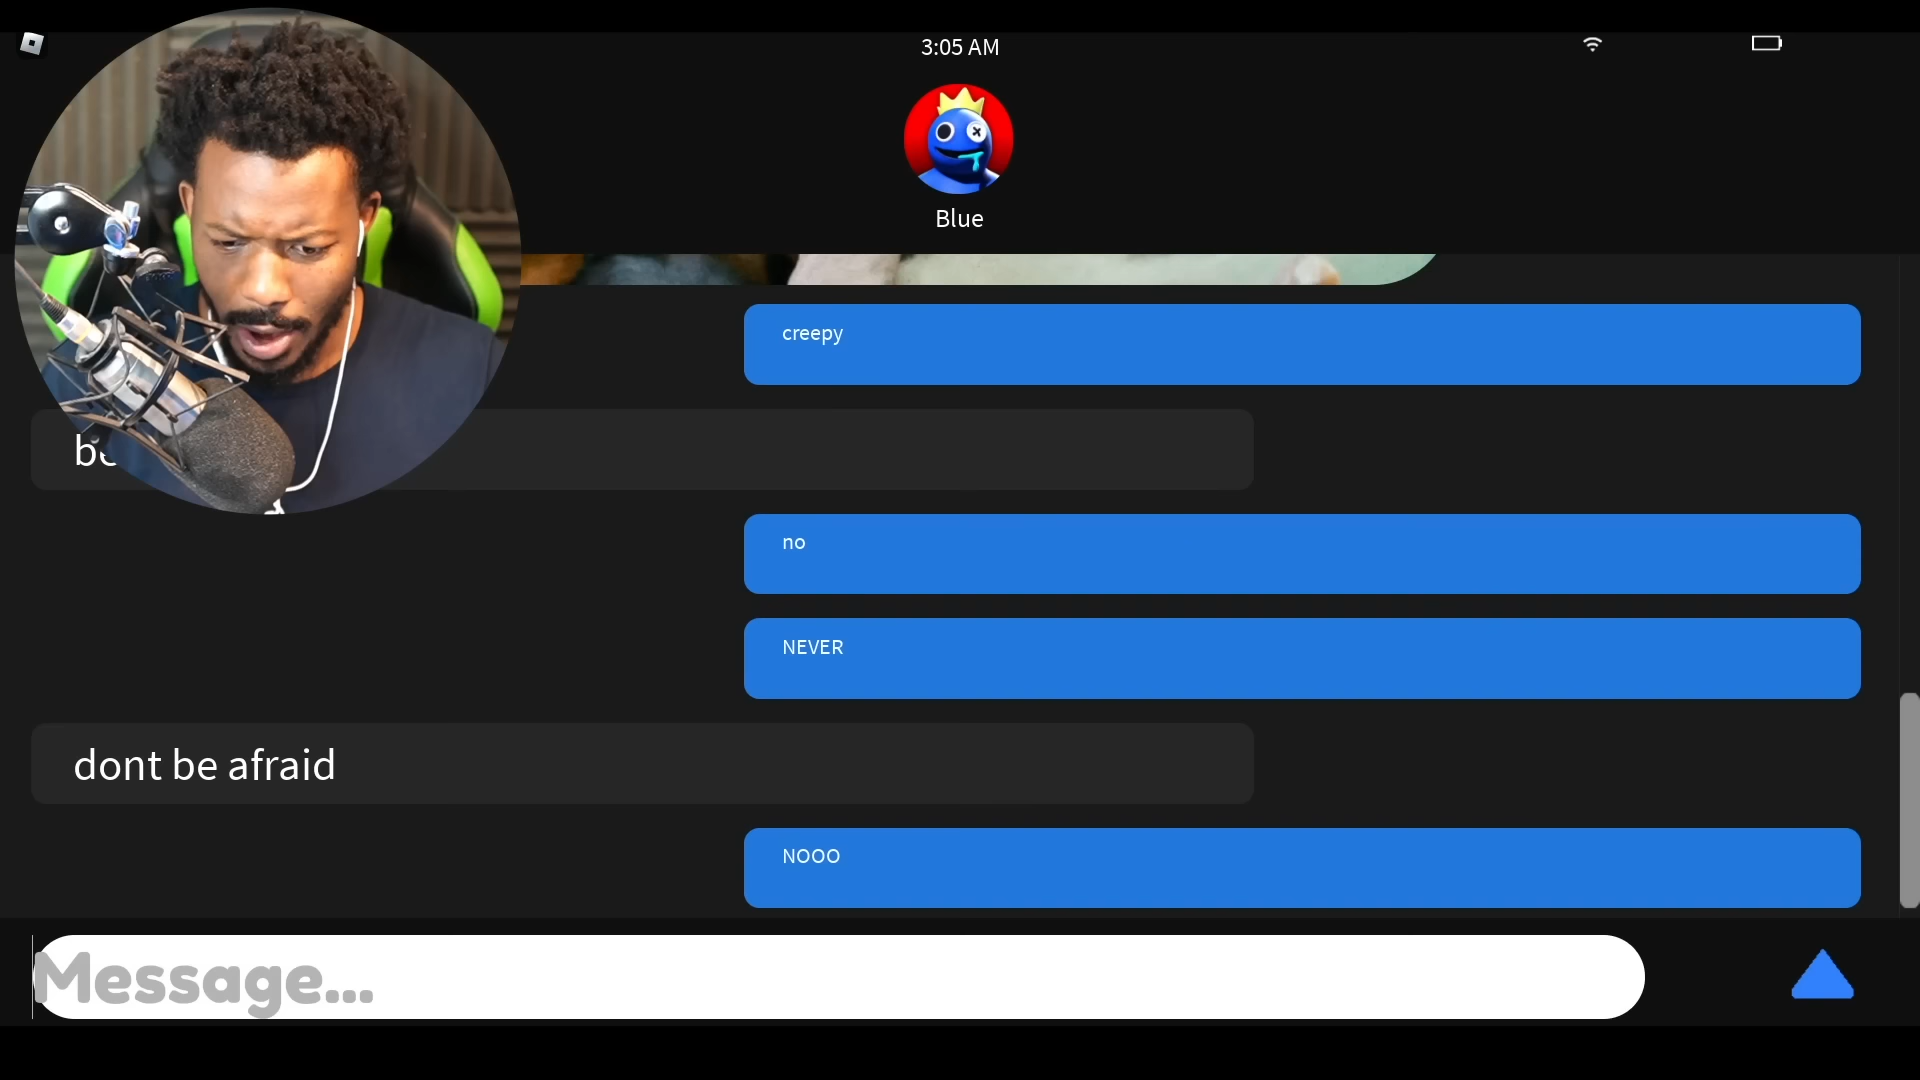 3:05 AM
Blue
creepy
no
NEVER
dont be afraid
NOOO
Message...